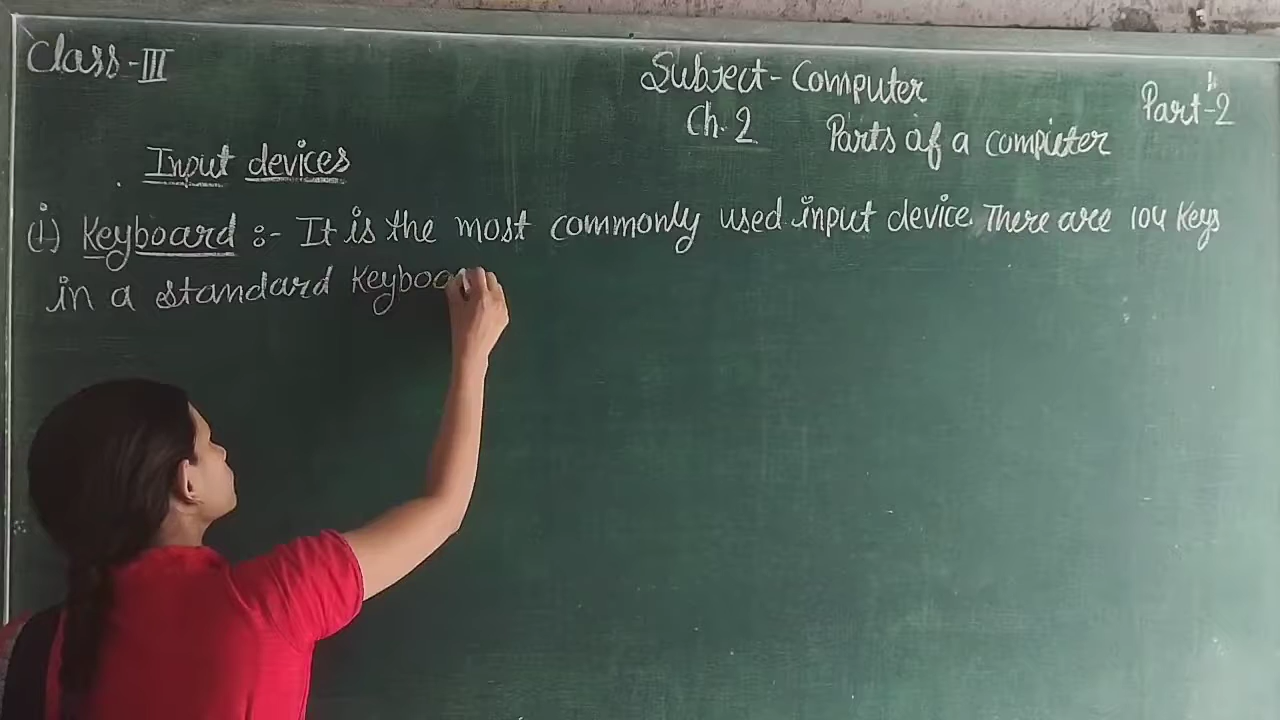 Class-III
Subject-Computer
Part-2
Ch. 2 Parts of a computer
Input devices
(i) Keyboard :- It is the most commonly used input device. There are 104 Keys
in a standard Keyboa